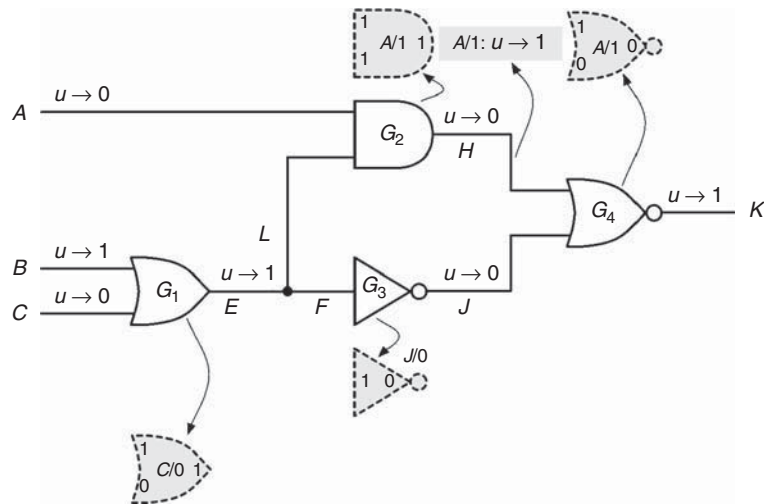 1
A/1 1
1
A/1: u → 1
1
A/1 0
0
A
u → 0
G2
u → 0
H
G4
u → 1
K
L
B
u → 1
C
u → 0
G1
u → 1
E
F
G3
u → 0
J
J/0
1 0
1
C/0 1
0